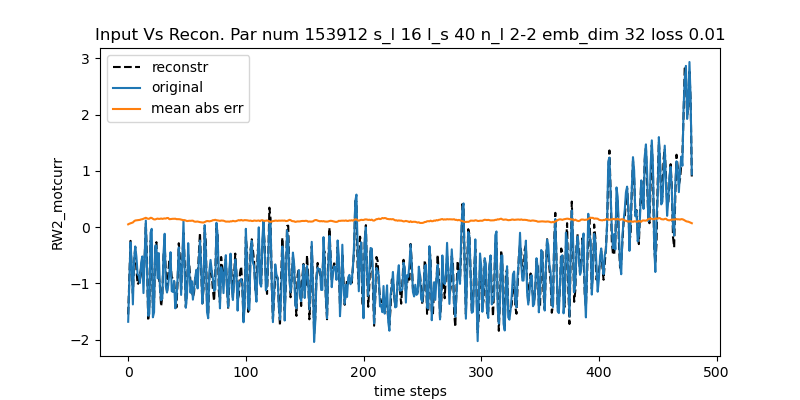 Input Vs Recon. Par num 153912 s_l 16 l_s 40 n_l 2-2 emb_dim 32 loss 0.01
reconstr
original
mean abs err
3
2
1
0
−1
−2
RW2_motcurr
0 100 200 300 400 500
time steps